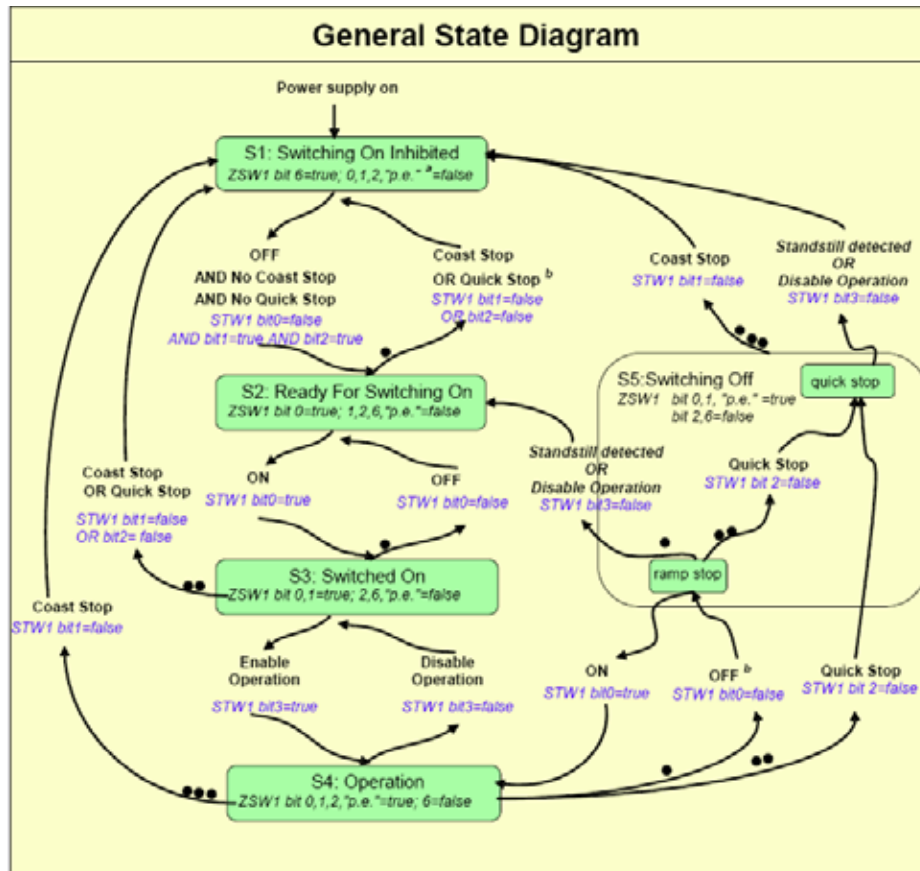 General State Diagram
Power supply on
S1: Switching On Inhibited
ZSW1 bit 6=true; 0,1,2,"p.e." a =false
OFF
AND No Coast Stop
AND No Quick Stop
STW1 bit0=false
AND bit1=true AND bit2=true
Coast Stop
OR Quick Stop b
STW1 bit1=false
OR bit2=false
Coast Stop
STW1 bit1=false
Standstill detected
OR
Disable Operation
STW1 bit3=false
S2: Ready For Switching On
ZSW1 bit 0=true; 1,2,6,"p.e."=false
S5:Switching Off
ZSW1 bit 0,1, "p.e." =true
bit 2,6=false
quick stop
ON
STW1 bit0=true
OFF
STW1 bit0=false
Standstill detected
OR
Disable Operation
STW1 bit3=false
Quick Stop
STW1 bit 2=false
Coast Stop
OR Quick Stop
STW1 bit1=false
OR bit2= false
S3: Switched On
ZSW1 bit 0,1=true; 2,6,"p.e."=false
ramp stop
Coast Stop
STW1 bit1=false
Enable
Operation
STW1 bit3=true
Disable
Operation
STW1 bit3=false
ON
STW1 bit0=true
OFF b
STW1 bit0=false
Quick Stop
STW1 bit 2=false
S4: Operation
ZSW1 bit 0,1,2,"p.e."=true; 6=false